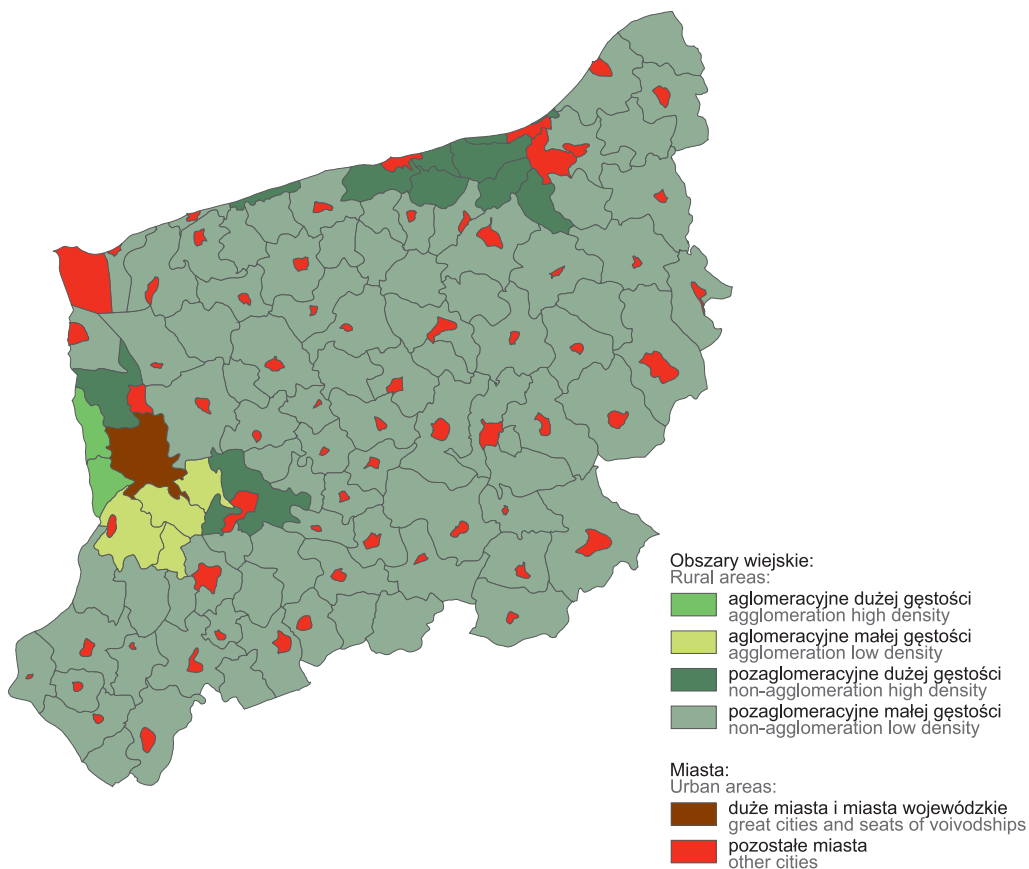 Obszary wiejskie:
Rural areas:
aglomeracyjne dużej gęstości
agglomeration high density
aglomeracyjne małej gęstości
agglomeration low density
pozaglomeracyjne dużej gęstości
non-agglomeration high density
pozaglomeracyjne małej gęstości
non-agglomeration low density
Miasta:
Urban areas:
duże miasta i miasta wojewódzkie
great cities and seats of voivodships
pozostałe miasta
other cities